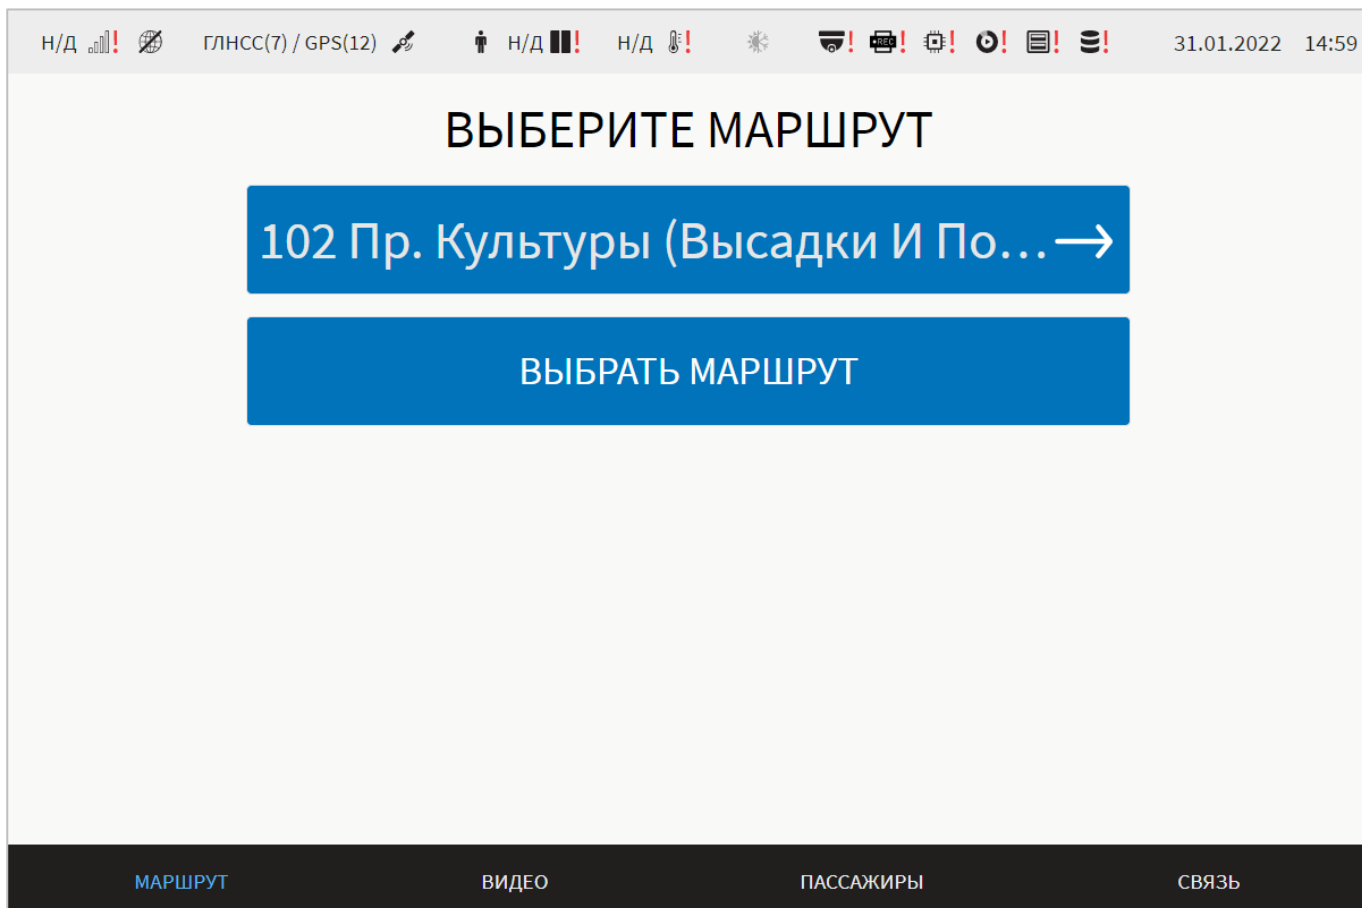 Н/Д ! ГЛНСС(7) / GPS(12) Н/Д ! Н/Д ! ! REC ! ! ! ! ! 31.01.2022 14:59
ВЫБЕРИТЕ МАРШРУТ
102 Пр. Культуры (Высадки И По... →
ВЫБРАТЬ МАРШРУТ
МАРШРУТ ВИДЕО ПАССАЖИРЫ СВЯЗЬ